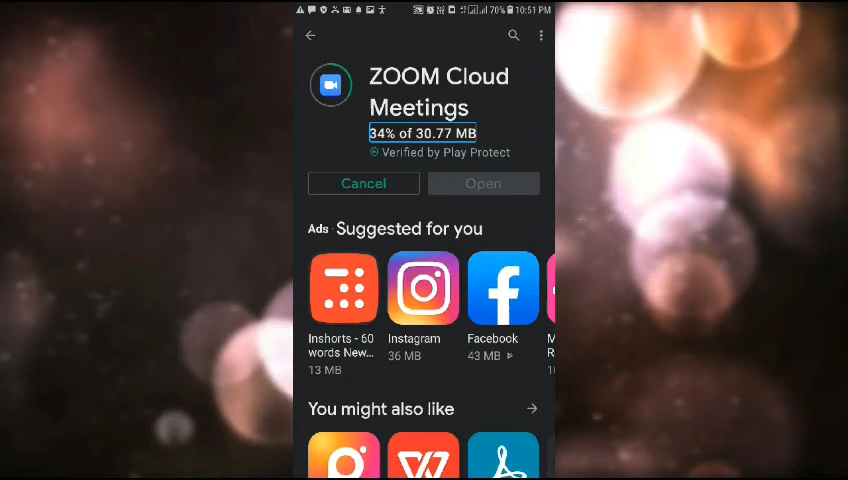 70% 10:51 PM
ZOOM Cloud
Meetings
34% of 30.77 MB
Verified by Play Protect
Cancel
Open
Ads · Suggested for you
Inshorts - 60
words New...
13 MB
Instagram
36 MB
Facebook
43 MB
You might also like